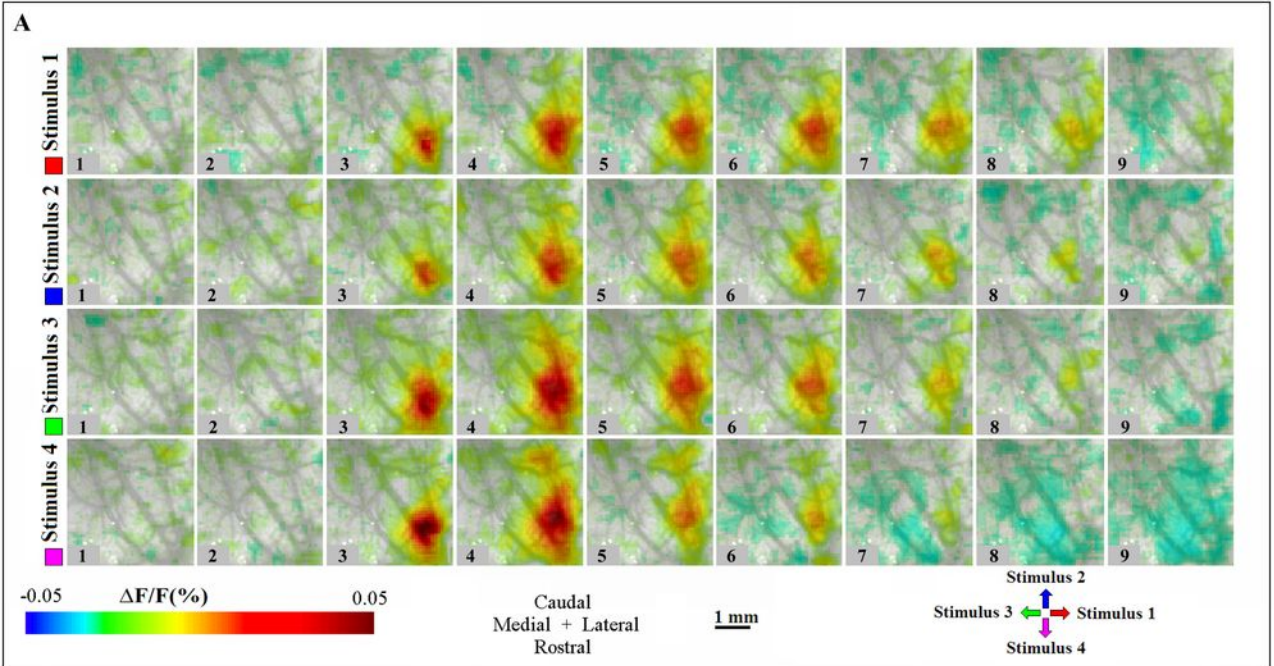 A
Stimulus 1
1 2 3 4 5 6 7 8 9
Stimulus 2
1 2 3 4 5 6 7 8 9
Stimulus 3
1 2 3 4 5 6 7 8 9
Stimulus 4
1 2 3 4 5 6 7 8 9
-0.05 ΔF/F(%) 0.05
Caudal
Medial + Lateral
Rostral
1 mm
Stimulus 2
Stimulus 3 Stimulus 1
Stimulus 4